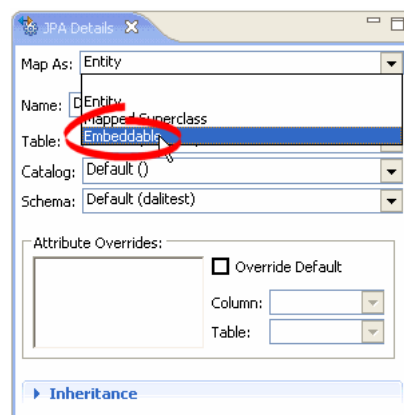 JPA Details
Map As: Entity
Entity
Name: D
Mapped Superclass
Embeddable
Table:
Catalog: Default ()
Schema: Default (dalitest)
Attribute Overrides:
Override Default
Column:
Table:
Inheritance